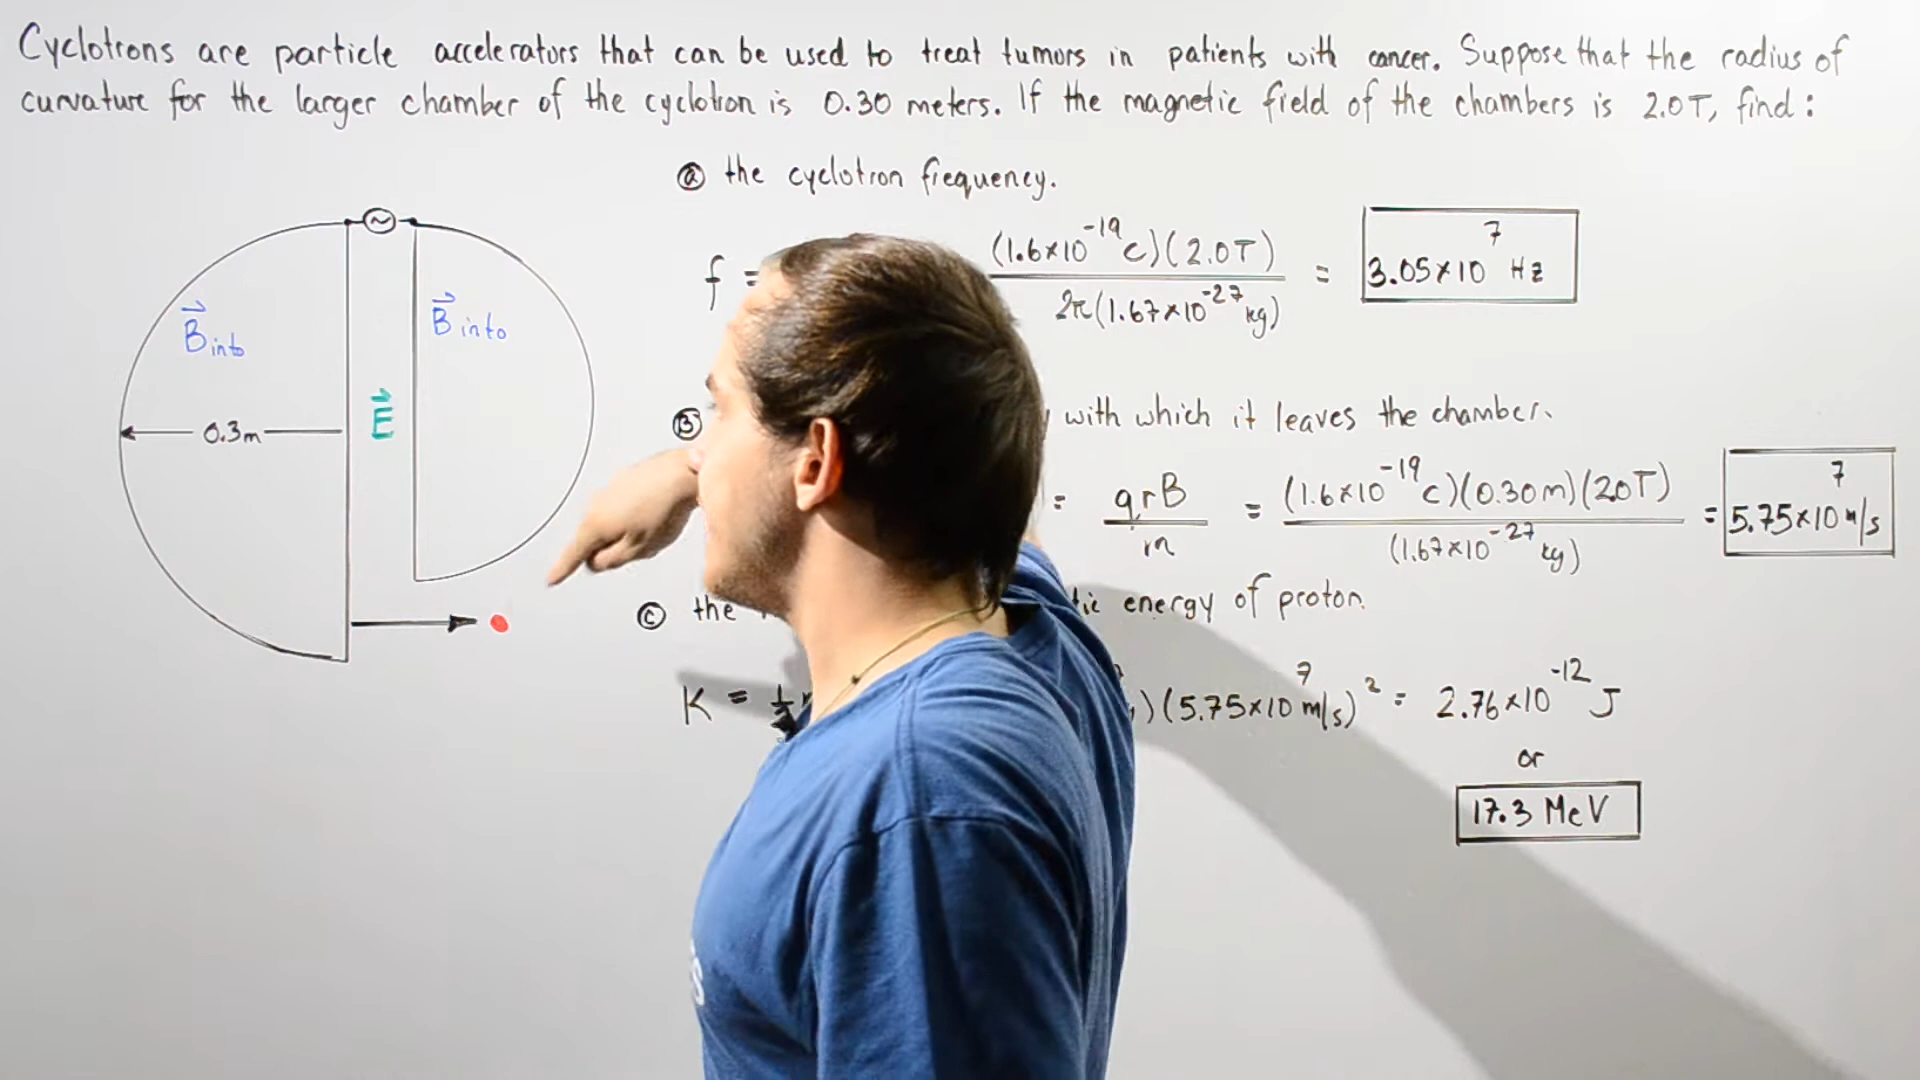 Cyclotrons are particle accelerators that can be used to treat tumors in patients with cancer. Suppose that the radius of
curvature for the larger chamber of the cyclotron is 0.30 meters. If the magnetic field of the chambers is 2.0T, find:
ⓐ the cyclotron frequency.
f = (1.6×10⁻¹⁹C)(2.0T) / 2π(1.67×10⁻²⁷kg) = 3.05×10⁷ Hz
B⃗ into
B⃗ into
E⃗
0.3m
Ⓑ with which it leaves the chamber.
= qrB / m = (1.6×10⁻¹⁹C)(0.30m)(2.0T) / (1.67×10⁻²⁷kg) = 5.75×10⁷ m/s
ⓒ the energy of proton.
K = ½ )(5.75×10⁷ m/s)² = 2.76×10⁻¹² J
or
17.3 MeV